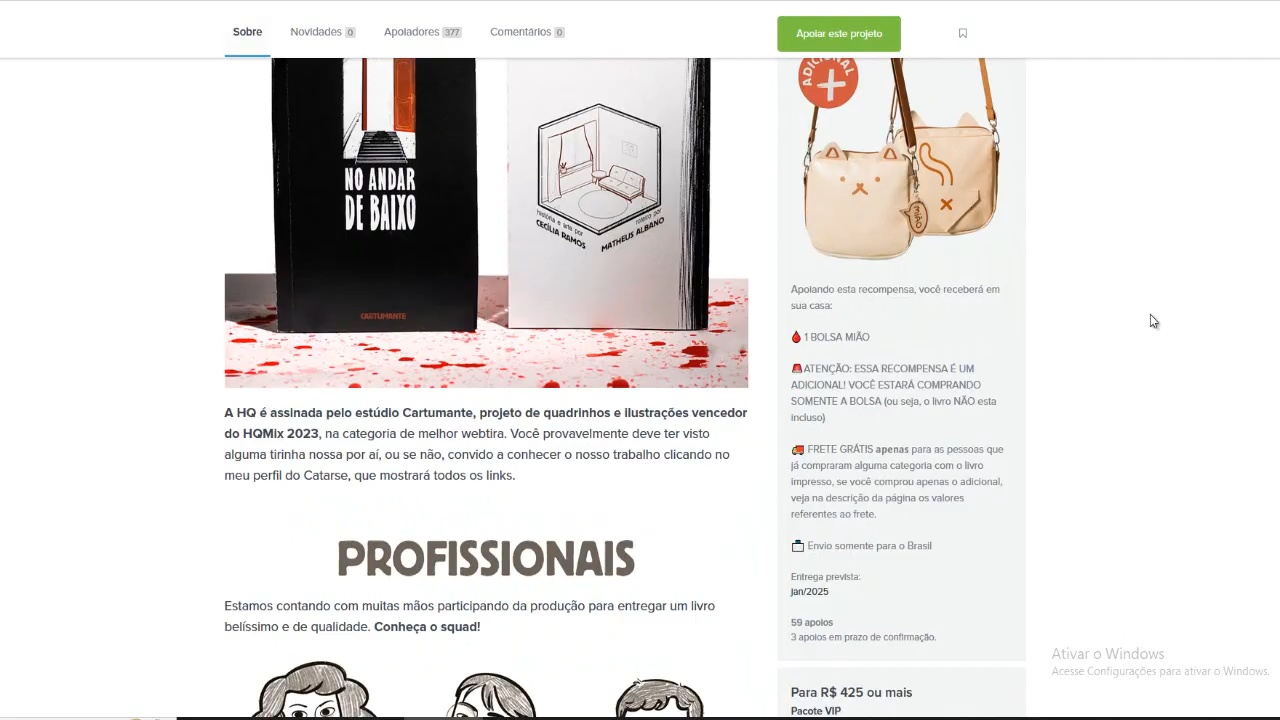 Sobre
Novidades 0
Apoiadores 377
Comentários 0
Apoiar este projeto
NO ANDAR
DE BAIXO
CARTUMANTE
história e arte por
CECÍLIA RAMOS
roteiro por
MATHEUS ALBANO
A HQ é assinada pelo estúdio Cartumante, projeto de quadrinhos e ilustrações vencedor
do HQMix 2023, na categoria de melhor webtira. Você provavelmente deve ter visto
alguma tirinha nossa por aí, ou se não, convido a conhecer o nosso trabalho clicando no
meu perfil do Catarse, que mostrará todos os links.
PROFISSIONAIS
Estamos contando com muitas mãos participando da produção para entregar um livro
belíssimo e de qualidade. Conheça o squad!
ADICIONAL
+
MIÃO
Apoiando esta recompensa, você receberá em
sua casa:
1 BOLSA MIÃO
ATENÇÃO: ESSA RECOMPENSA É UM
ADICIONAL! VOCÊ ESTARÁ COMPRANDO
SOMENTE A BOLSA (ou seja, o livro NÃO esta
incluso)
FRETE GRÁTIS apenas para as pessoas que
já compraram alguma categoria com o livro
impresso, se você comprou apenas o adicional,
veja na descrição da página os valores
referentes ao frete.
Envio somente para o Brasil
Entrega prevista:
jan/2025
59 apoios
3 apoios em prazo de confirmação.
Para R$ 425 ou mais
Pacote VIP
Ativar o Windows
Acesse Configurações para ativar o Windows.